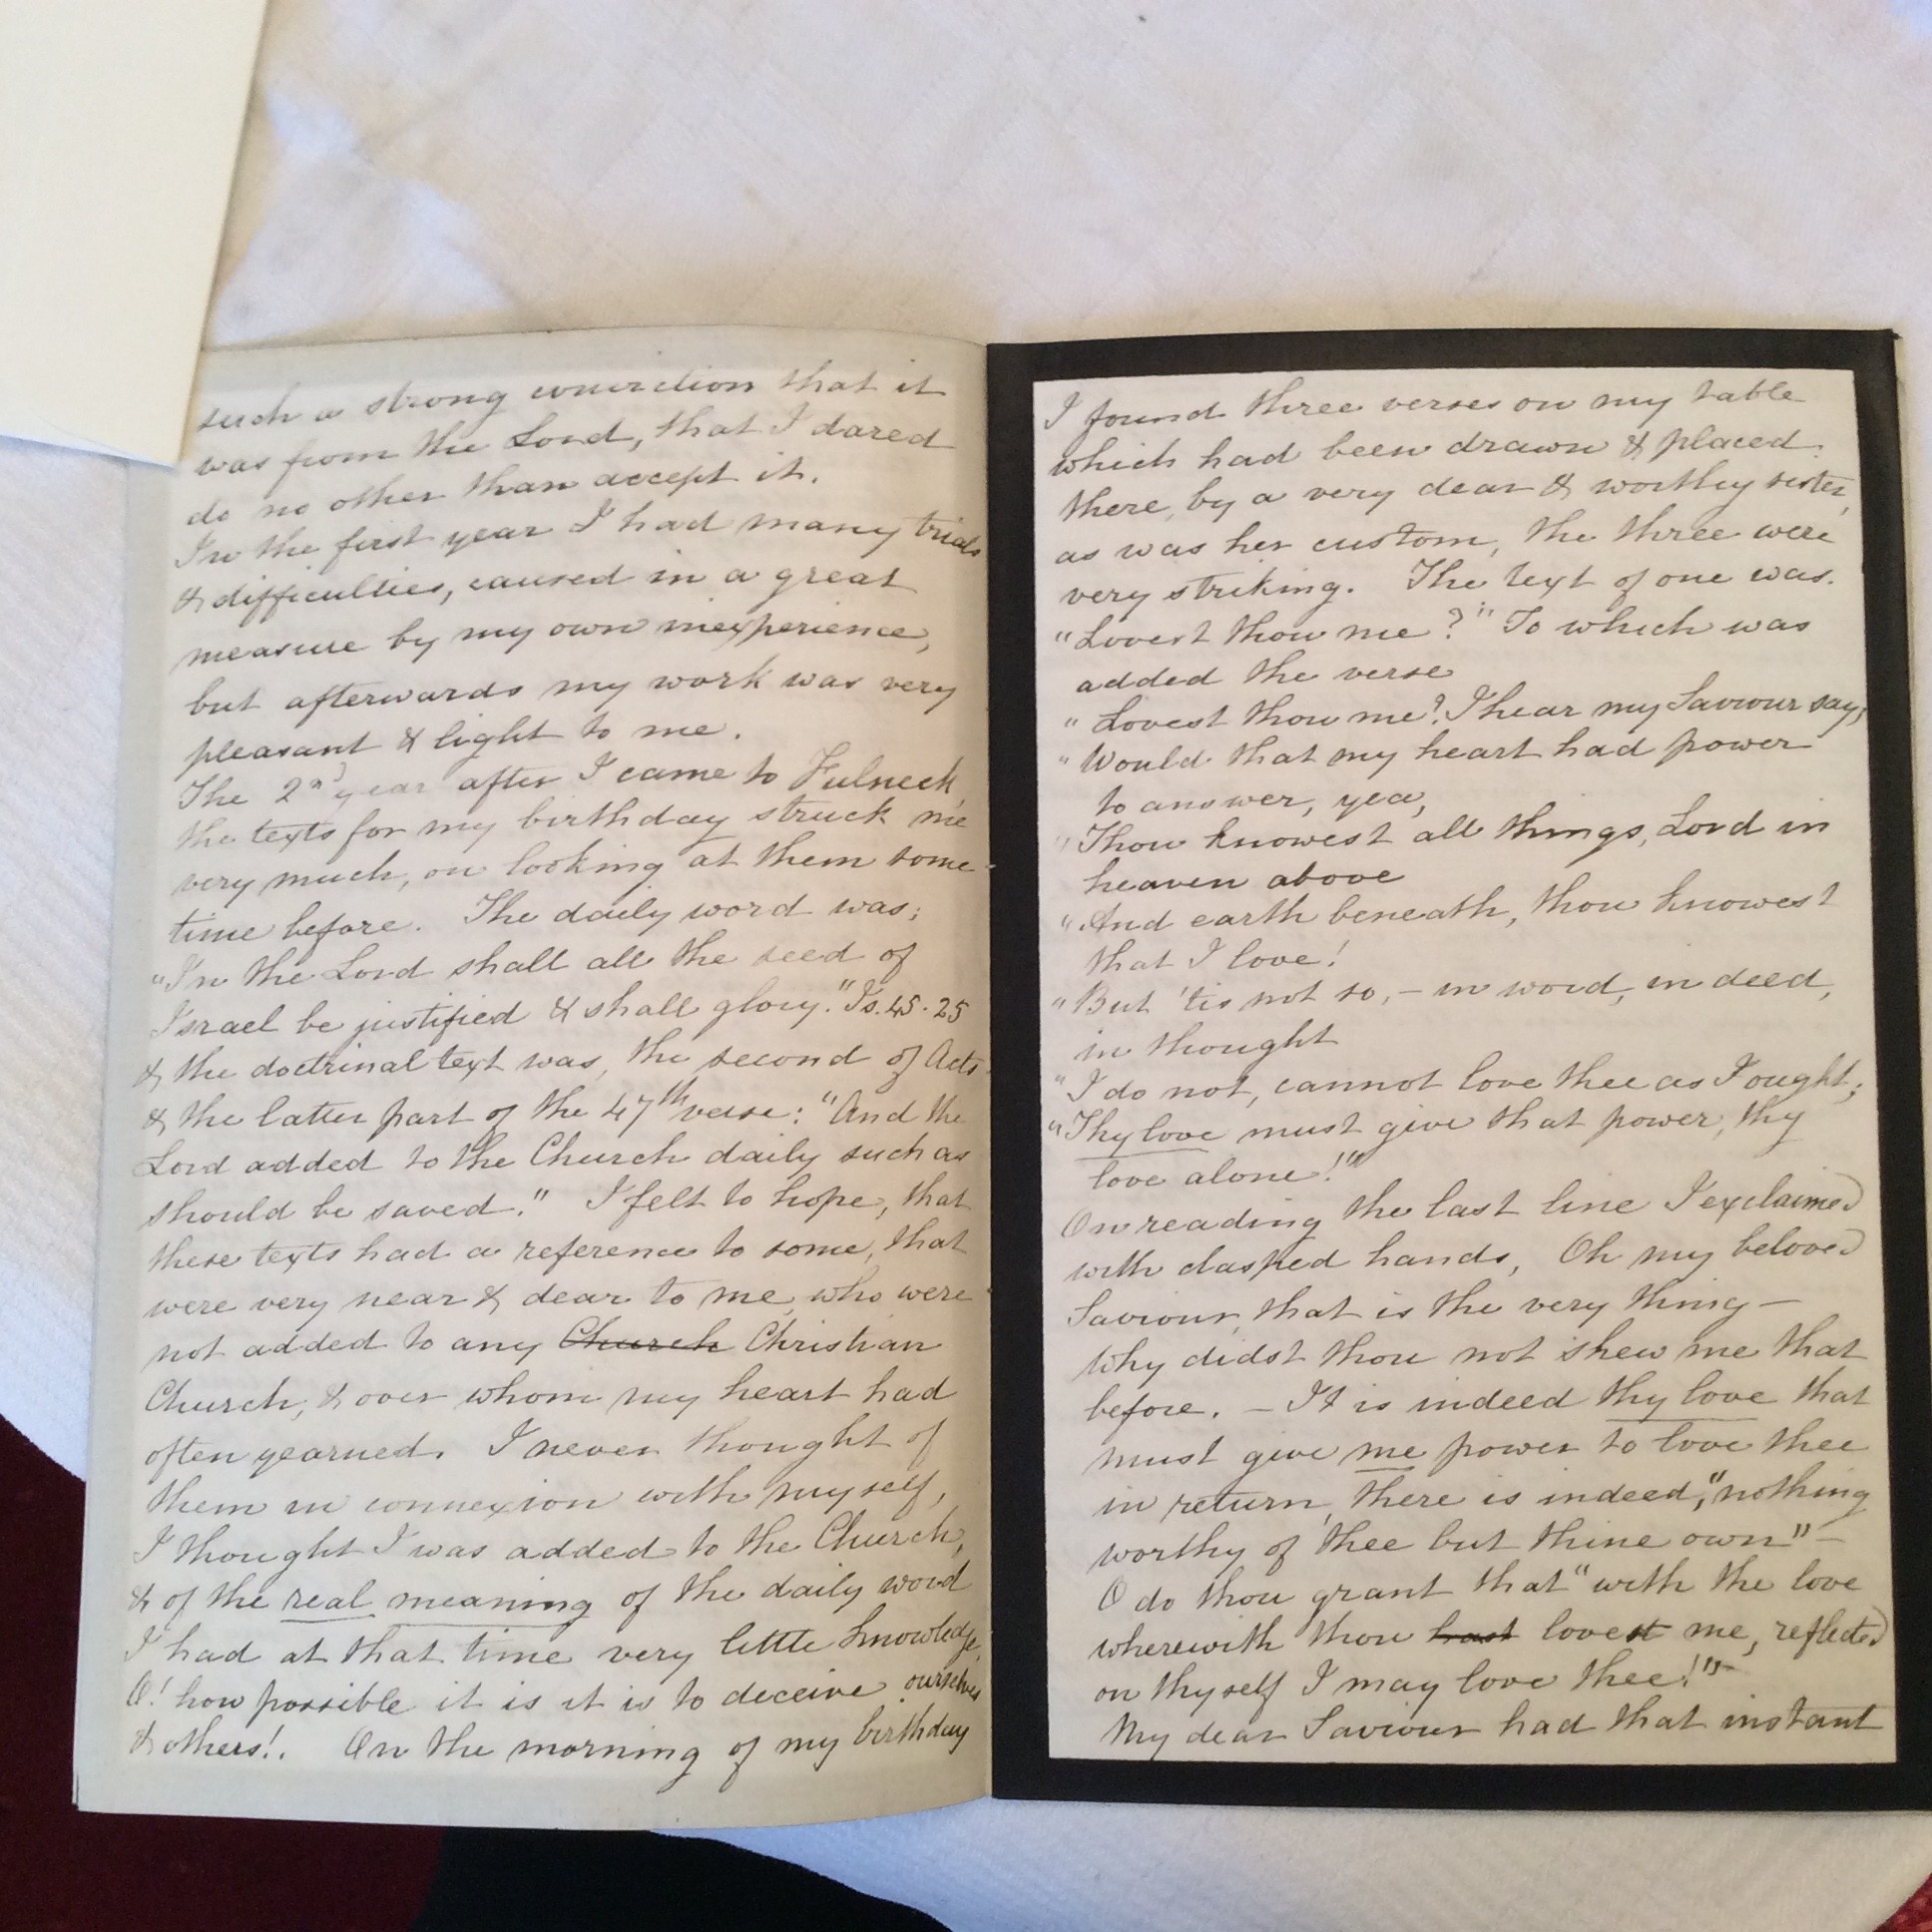 such a strong conviction that it
was from the Lord, that I dared
do no other than accept it.
In the first year I had many trials
& difficulties, caused in a great
measure by my own inexperience,
but afterwards my work was very
pleasant & light to me.
The 2nd year after I came to Fulneck,
the texts for my birthday struck me
very much, on looking at them some-
time before. The daily word was;
"In the Lord shall all the seed of
Israel be justified & shall glory." Is. 45. 25
& the doctrinal text was, the second of Acts
& the latter part of the 47th verse: "And the
Lord added to the Church daily such as
should be saved." I felt to hope, that
these texts had a reference to some, that
were very near & dear to me, who were
not added to any Church Christian
Church, & over whom my heart had
often yearned. I never thought of
them in connexion with myself,
I thought I was added to the Church,
& of the real meaning of the daily word
I had at that time very little knowledge.
O! how possible it is it is to deceive ourselves
& others!. On the morning of my birthday
I found three verses on my table
which had been drawn & placed
there, by a very dear & worthy sister,
as was her custom, the three were
very striking. The text of one was.
"Lovest thou me?" To which was
added the verse
"Lovest thou me? I hear my Saviour say,
"Would that my heart had power
to answer, yea,
"Thou knowest all things, Lord in
heaven above
"And earth beneath, thou knowest
that I love!
"But 'tis not so, – in word, in deed,
in thought
"I do not, cannot love thee as I ought;
"Thy love must give that power, thy
love alone!"
On reading the last line I exclaimed
with clasped hands, Oh my beloved
Saviour, that is the very thing –
Why didst thou not shew me that
before. – It is indeed thy love that
must give me power to love thee
in return, there is indeed, "nothing
worthy of thee but thine own" –
O do thou grant that "with the love
wherewith thou hast lovest me, reflected
on thyself I may love thee!" –
My dear Saviour had that instant